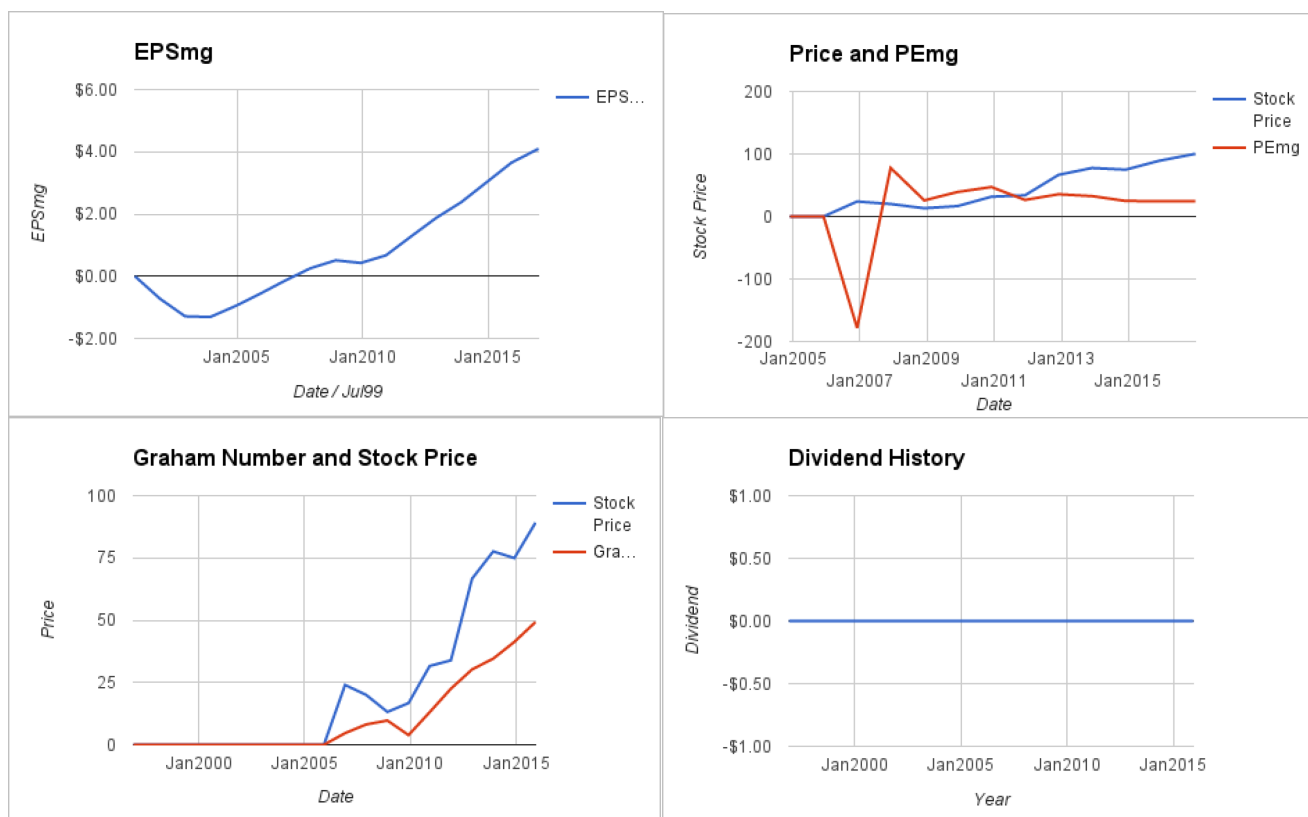 EPSmg
$6.00
$4.00
$2.00
$0.00
-$2.00
EPSmg
Jan2005
Jan2010
Jan2015
Date / Jul99
EPS...
Price and PEmg
200
100
0
-100
-200
Stock Price
Jan2005
Jan2009
Jan2013
Jan2007
Jan2011
Jan2015
Date
Stock
Price
PEmg
Graham Number and Stock Price
100
75
50
25
0
Price
Jan2000
Jan2005
Jan2010
Jan2015
Date
Stock
Price
Gra...
Dividend History
$1.00
$0.50
$0.00
-$0.50
-$1.00
Dividend
Jan2000
Jan2005
Jan2010
Jan2015
Year